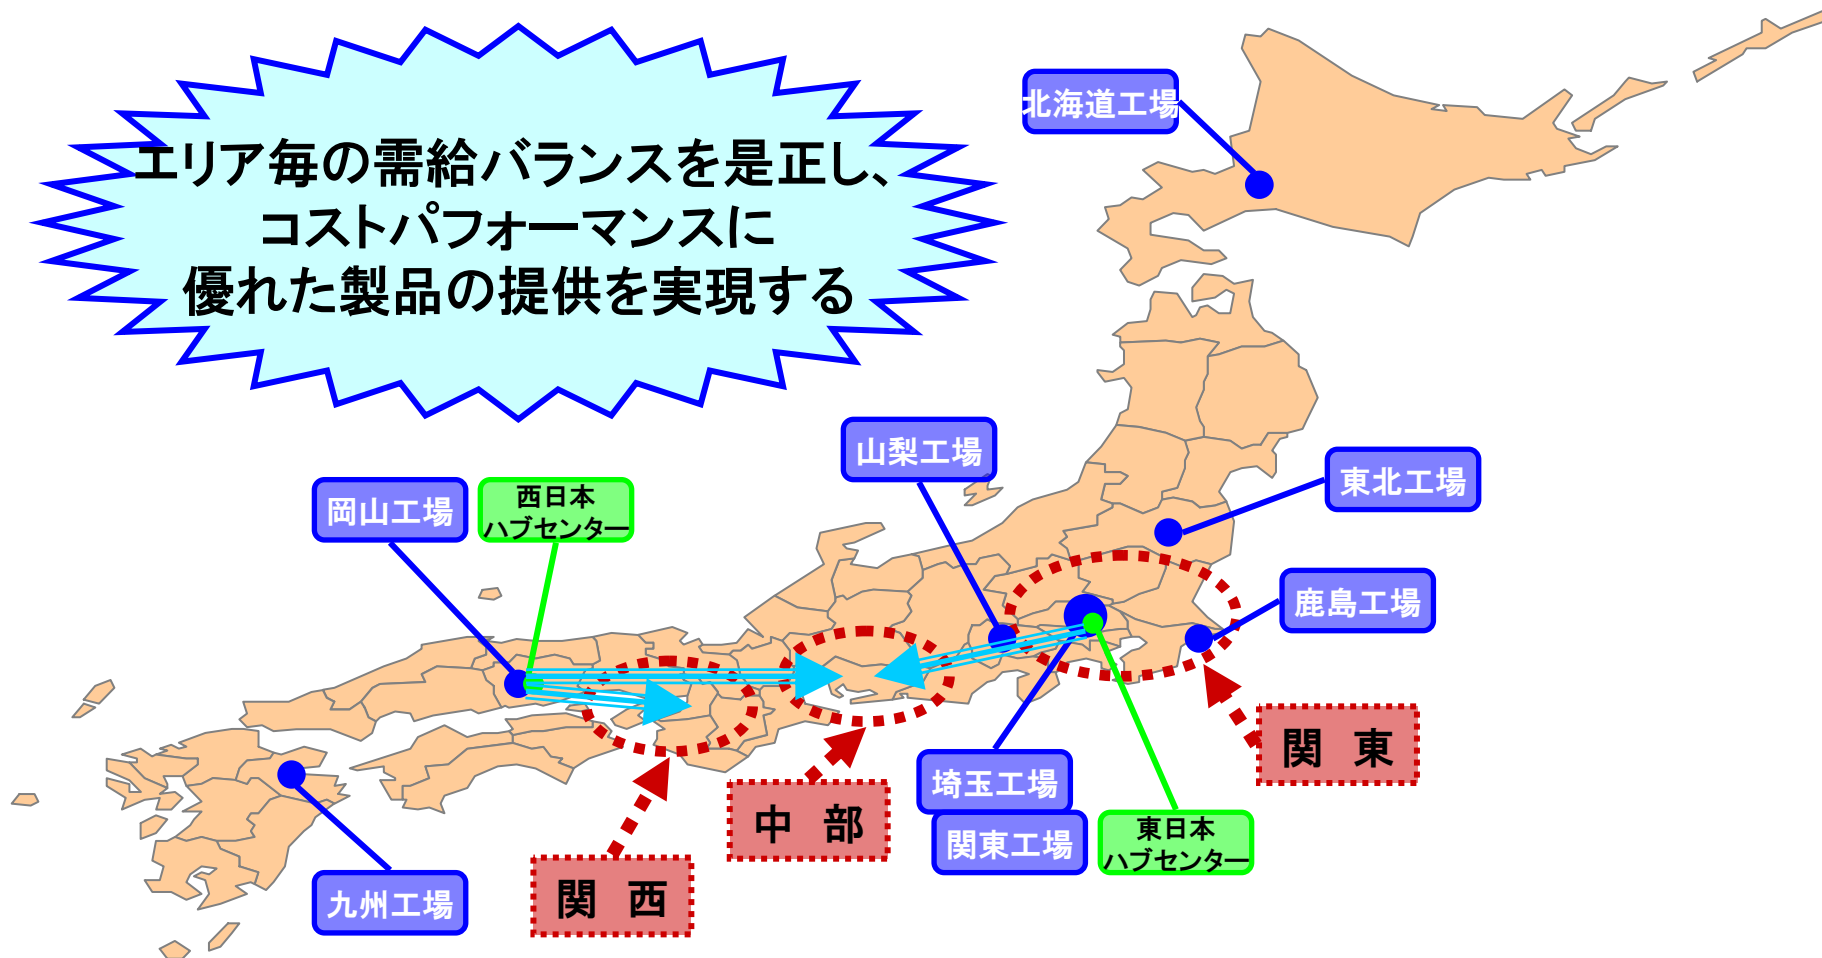 エリア毎の需給バランスを是正し、
コストパフォーマンスに
優れた製品の提供を実現する
北海道工場
山梨工場
東北工場
岡山工場
西日本
ハブセンター
鹿島工場
関　東
埼玉工場
中　部
関東工場
東日本
ハブセンター
関　西
九州工場